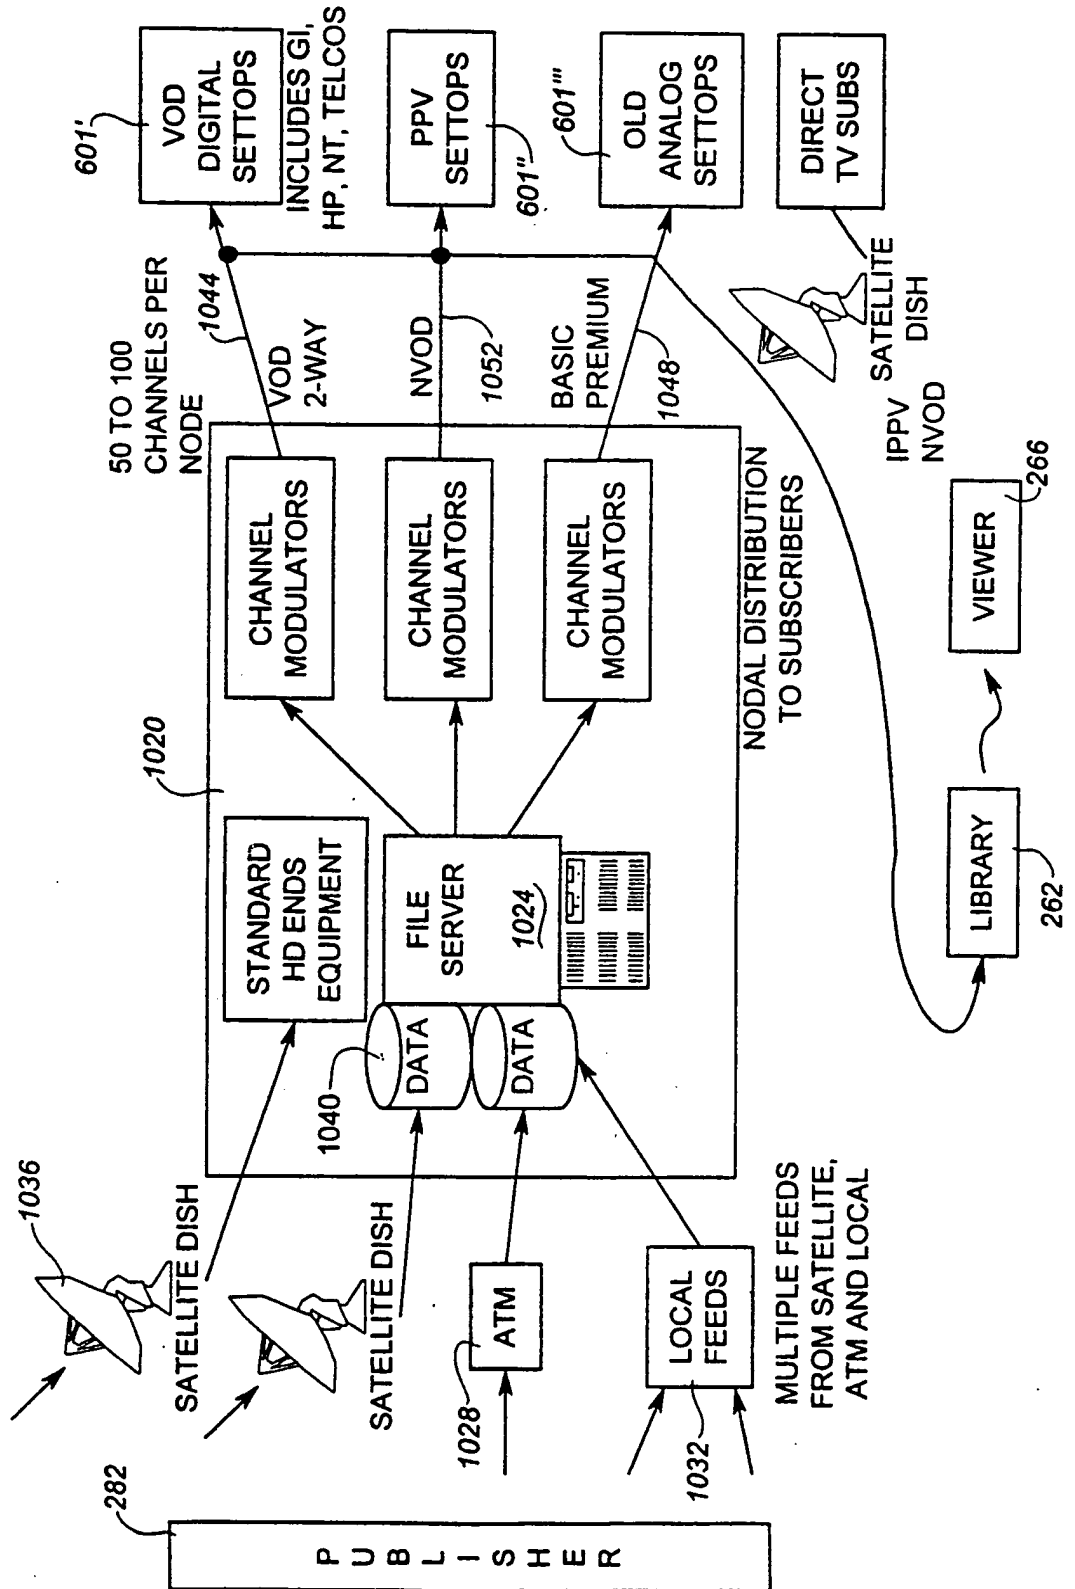 282
PUBLISHER
1036
SATELLITE DISH
SATELLITE DISH
1028
ATM
1032
LOCAL
FEEDS
MULTIPLE FEEDS
FROM SATELLITE,
ATM AND LOCAL
1020
STANDARD
HD ENDS
EQUIPMENT
1040
DATA
DATA
FILE
SERVER
1024
CHANNEL
MODULATORS
CHANNEL
MODULATORS
CHANNEL
MODULATORS
NODAL DISTRIBUTION
TO SUBSCRIBERS
50 TO 100
CHANNELS PER
NODE
1044
VOD
2-WAY
NVOD
1052
BASIC
PREMIUM
1048
601'
VOD
DIGITAL
SETTOPS
INCLUDES GI,
HP, NT, TELCOS
PPV
SETTOPS
601"
601'''
OLD
ANALOG
SETTOPS
DIRECT
TV SUBS
SATELLITE
DISH
IPPV
NVOD
LIBRARY
262
VIEWER
266